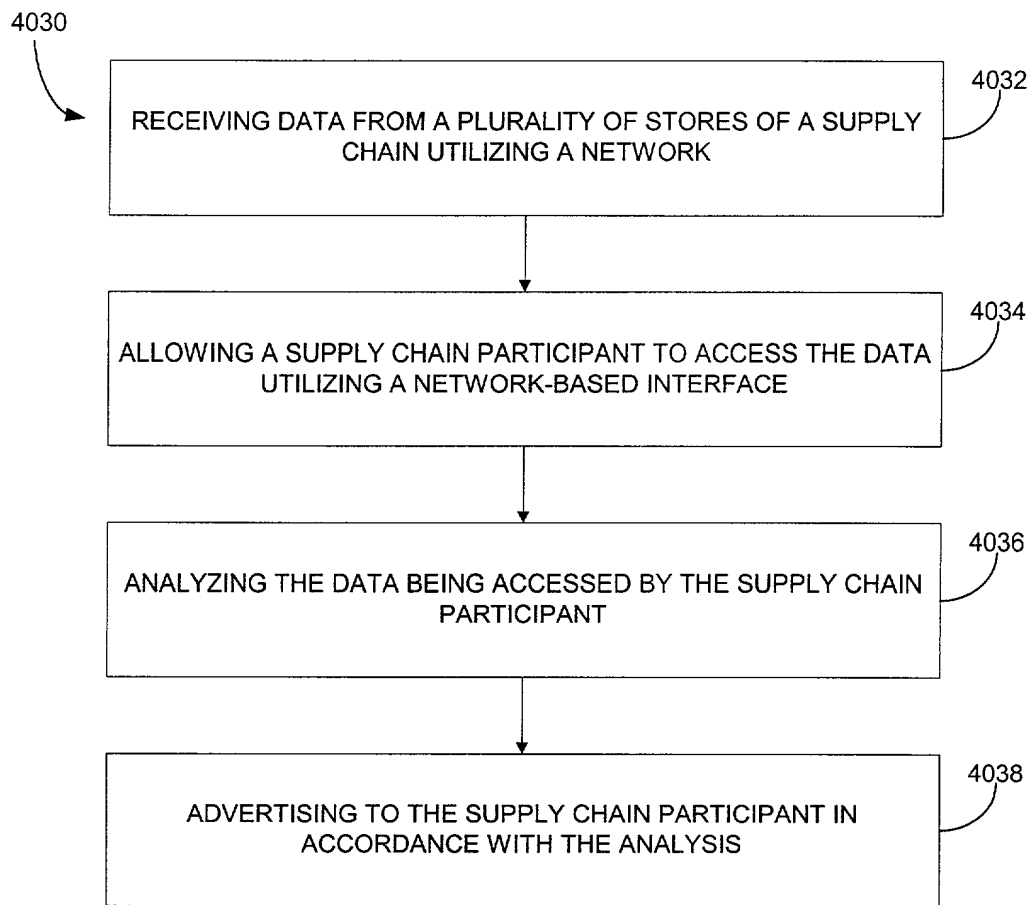 4030
4032
RECEIVING DATA FROM A PLURALITY OF STORES OF A SUPPLY
CHAIN UTILIZING A NETWORK
4034
ALLOWING A SUPPLY CHAIN PARTICIPANT TO ACCESS THE DATA
UTILIZING A NETWORK-BASED INTERFACE
4036
ANALYZING THE DATA BEING ACCESSED BY THE SUPPLY CHAIN
PARTICIPANT
4038
ADVERTISING TO THE SUPPLY CHAIN PARTICIPANT IN
ACCORDANCE WITH THE ANALYSIS